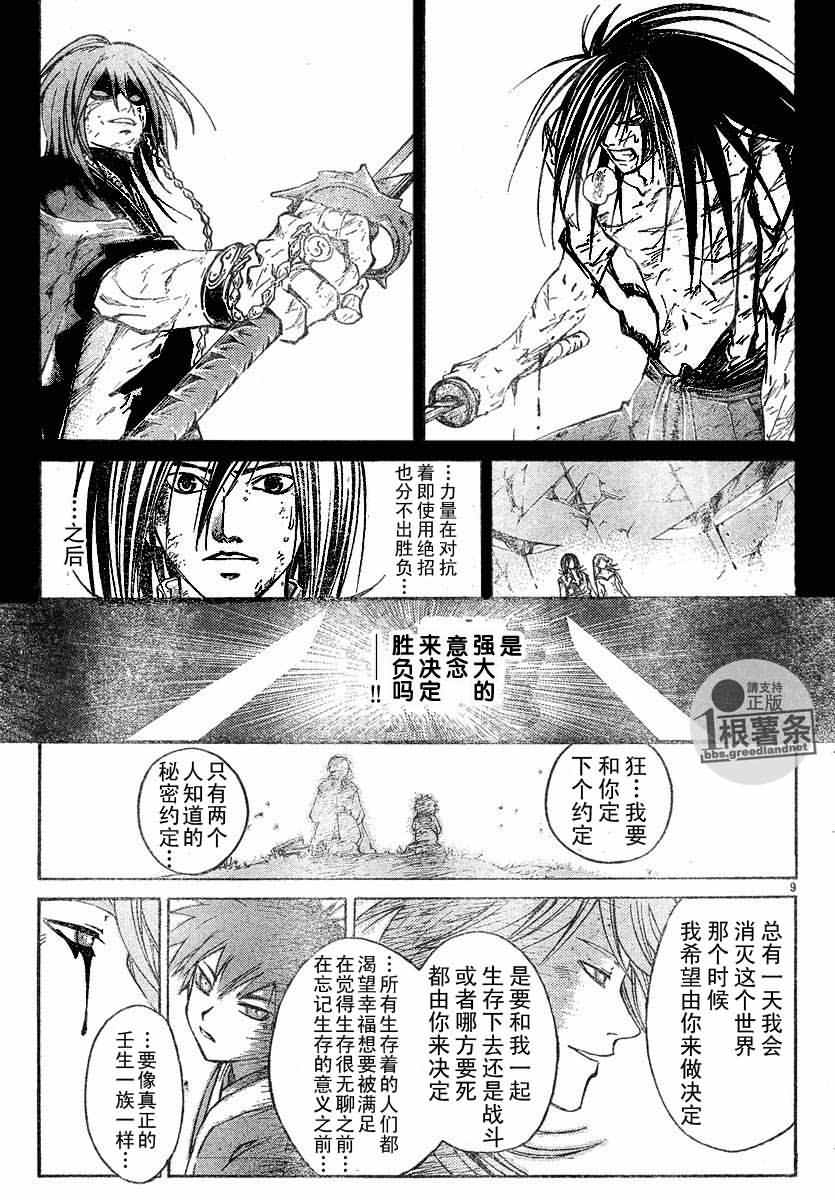 …力量在对抗
着即使用绝招
也分不出胜负…
…之后
是
强大的
意念
来决定
胜负吗
——!!
請支持
正版
1根薯条
bbs.greedland.net
狂…我要
和你定
下个约定
只有两个
人知道的
秘密约定…
9
总有一天我会
消灭这个世界
那个时候
我希望由你来做决定
是要和我一起
生存下去还是战斗
或者哪方要死
都由你来决定
…所有生存着的人们都
渴望幸福想要被满足
在觉得生存很无聊之前…
在忘记生存的意义之前…
…要像真正的
壬生一族一样…